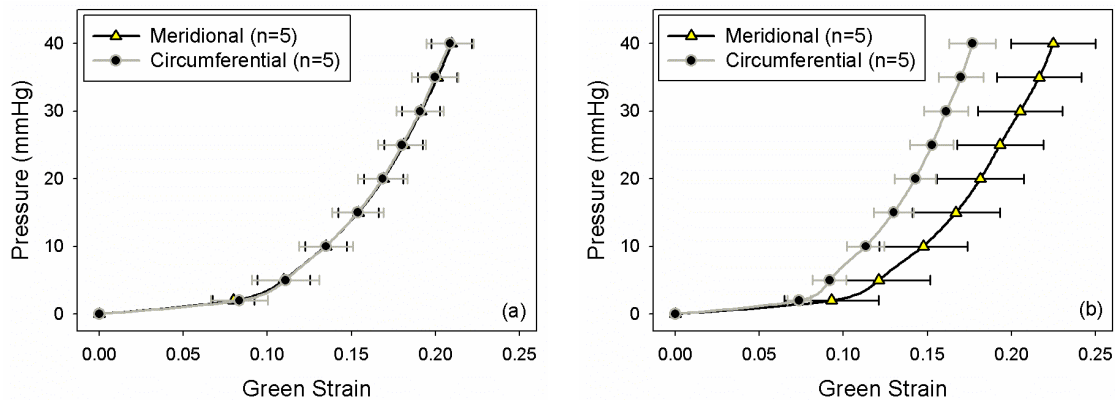 Meridional (n=5)
Circumferential (n=5)
Pressure (mmHg)
40
30
20
10
0
(a)
0.00 0.05 0.10 0.15 0.20 0.25
Green Strain
Meridional (n=5)
Circumferential (n=5)
Pressure (mmHg)
40
30
20
10
0
(b)
0.00 0.05 0.10 0.15 0.20 0.25
Green Strain